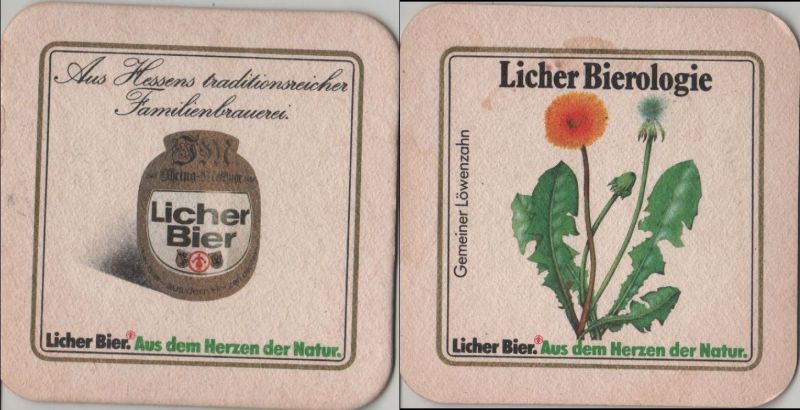 Aus Hessens traditionsreicher
Familienbrauerei.
JM
Licher
Bier
Licher Bier. Aus dem Herzen der Natur.
Licher Bierologie
Gemeiner Löwenzahn
Licher Bier. Aus dem Herzen der Natur.